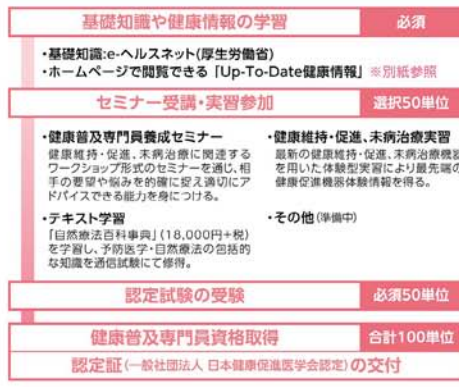 基礎知識や健康情報の学習 必須
・基礎知識:e-ヘルスネット(厚生労働省)
・ホームページで閲覧できる「Up-To-Date健康情報」※別紙参照
セミナー受講・実習参加 選択50単位
・健康普及専門員養成セミナー
健康維持・促進、未病治療に関連する
ワークショップ形式のセミナーを通じ、相
手の要望や悩みを的確に捉え適切にア
ドバイスできる能力を身につける。
・テキスト学習
「自然療法百科事典」(18,000円+税)
を学習し、予防医学・自然療法の包括的
な知識を通信試験にて修得。
・健康維持・促進、未病治療実習
最新の健康維持・促進、未病治療機器
を用いた体験型実習により最先端の
健康促進機器体験情報を得る。
・その他(準備中)
認定試験の受験 必須50単位
健康普及専門員資格取得 合計100単位
認定証(一般社団法人 日本健康促進医学会認定)の交付